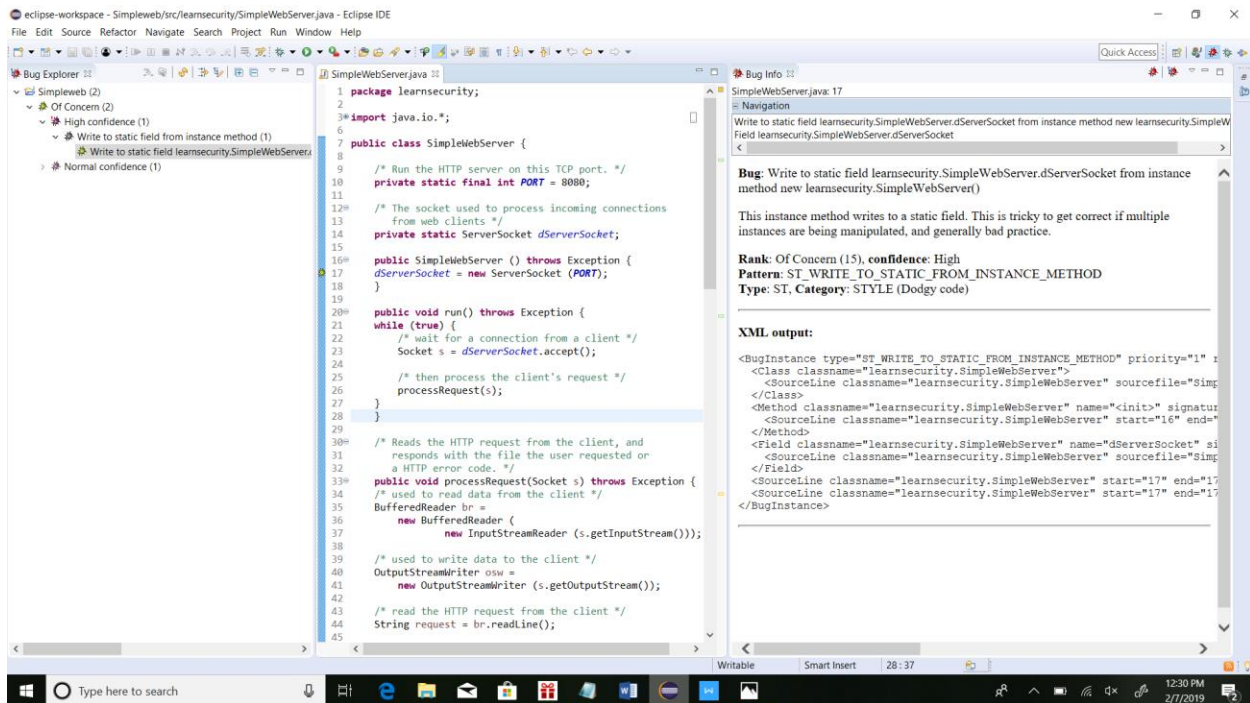 eclipse-workspace - Simpleweb/src/learnsecurity/SimpleWebServer.java - Eclipse IDE
File Edit Source Refactor Navigate Search Project Run Window Help
Quick Access
Bug Explorer
Simpleweb (2)
Of Concern (2)
High confidence (1)
Write to static field from instance method (1)
Write to static field learnsecurity.SimpleWebServer.
Normal confidence (1)
SimpleWebServer.java
1 package learnsecurity;
2
3 import java.io.*;
6
7 public class SimpleWebServer {
8
9 /* Run the HTTP server on this TCP port. */
10 private static final int PORT = 8080;
11
12 /* The socket used to process incoming connections
13 from web clients */
14 private static ServerSocket dServerSocket;
15
16 public SimpleWebServer () throws Exception {
17 dServerSocket = new ServerSocket (PORT);
18 }
19
20 public void run() throws Exception {
21 while (true) {
22 /* wait for a connection from a client */
23 Socket s = dServerSocket.accept();
24
25 /* then process the client's request */
26 processRequest(s);
27 }
28 }
29
30 /* Reads the HTTP request from the client, and
31 responds with the file the user requested or
32 a HTTP error code. */
33 public void processRequest(Socket s) throws Exception {
34 /* used to read data from the client */
35 BufferedReader br =
36 new BufferedReader (
37 new InputStreamReader (s.getInputStream()));
38
39 /* used to write data to the client */
40 OutputStreamWriter osw =
41 new OutputStreamWriter (s.getOutputStream());
42
43 /* read the HTTP request from the client */
44 String request = br.readLine();
45
Bug Info
SimpleWebServer.java: 17
Navigation
Write to static field learnsecurity.SimpleWebServer.dServerSocket from instance method new learnsecurity.SimpleW
Field learnsecurity.SimpleWebServer.dServerSocket
Bug: Write to static field learnsecurity.SimpleWebServer.dServerSocket from instance
method new learnsecurity.SimpleWebServer()
This instance method writes to a static field. This is tricky to get correct if multiple
instances are being manipulated, and generally bad practice.
Rank: Of Concern (15), confidence: High
Pattern: ST_WRITE_TO_STATIC_FROM_INSTANCE_METHOD
Type: ST, Category: STYLE (Dodgy code)
XML output:
<BugInstance type="ST_WRITE_TO_STATIC_FROM_INSTANCE_METHOD" priority="1" r
<Class classname="learnsecurity.SimpleWebServer">
<SourceLine classname="learnsecurity.SimpleWebServer" sourcefile="Simp
</Class>
<Method classname="learnsecurity.SimpleWebServer" name="<init>" signatur
<SourceLine classname="learnsecurity.SimpleWebServer" start="16" end="
</Method>
<Field classname="learnsecurity.SimpleWebServer" name="dServerSocket" si
<SourceLine classname="learnsecurity.SimpleWebServer" sourcefile="Simp
</Field>
<SourceLine classname="learnsecurity.SimpleWebServer" start="17" end="17
<SourceLine classname="learnsecurity.SimpleWebServer" start="17" end="17
</BugInstance>
Writable Smart Insert 28 : 37
Type here to search
12:30 PM
2/7/2019